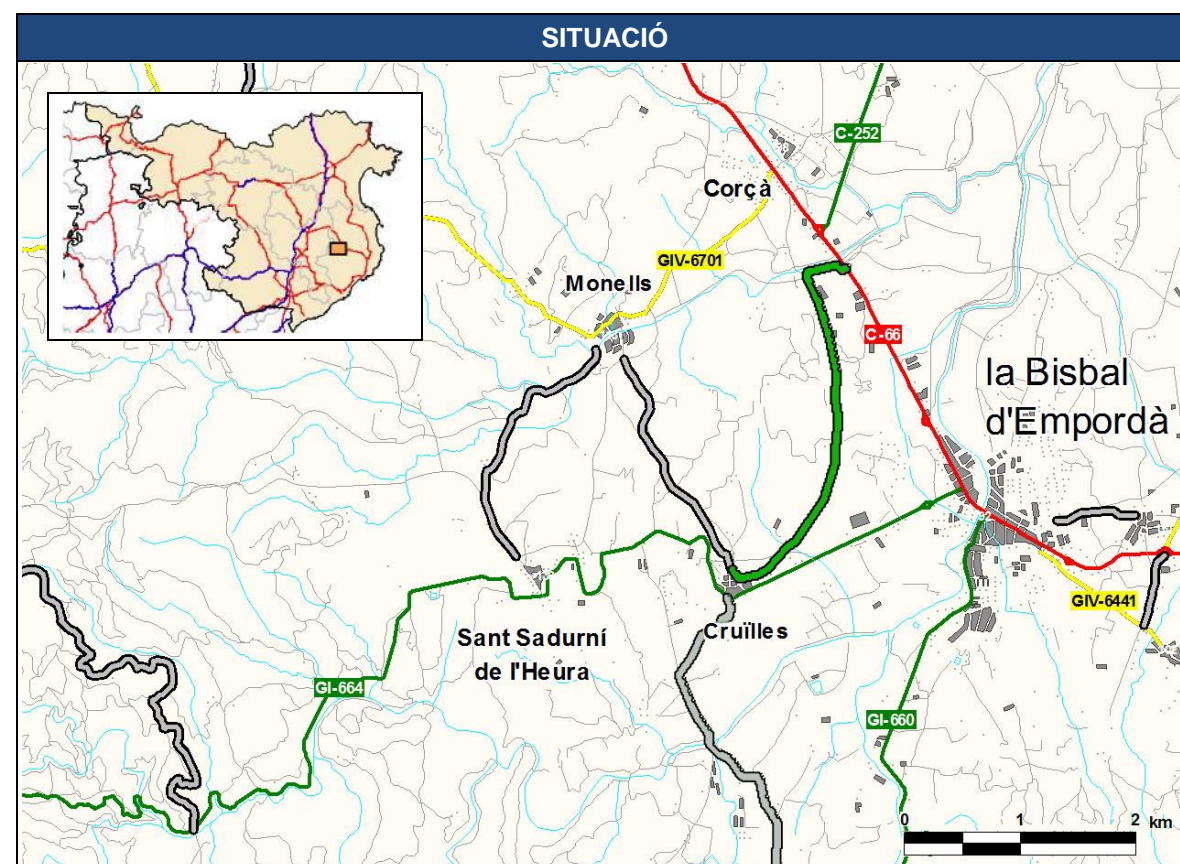 SITUACIÓ
C-252
Corçà
GIV-6701
Monells
C-66
la Bisbal
d'Empordà
GIV-6441
Sant Sadurní
de l'Heura
Cruïlles
GI-664
GI-660
0 1 2 km